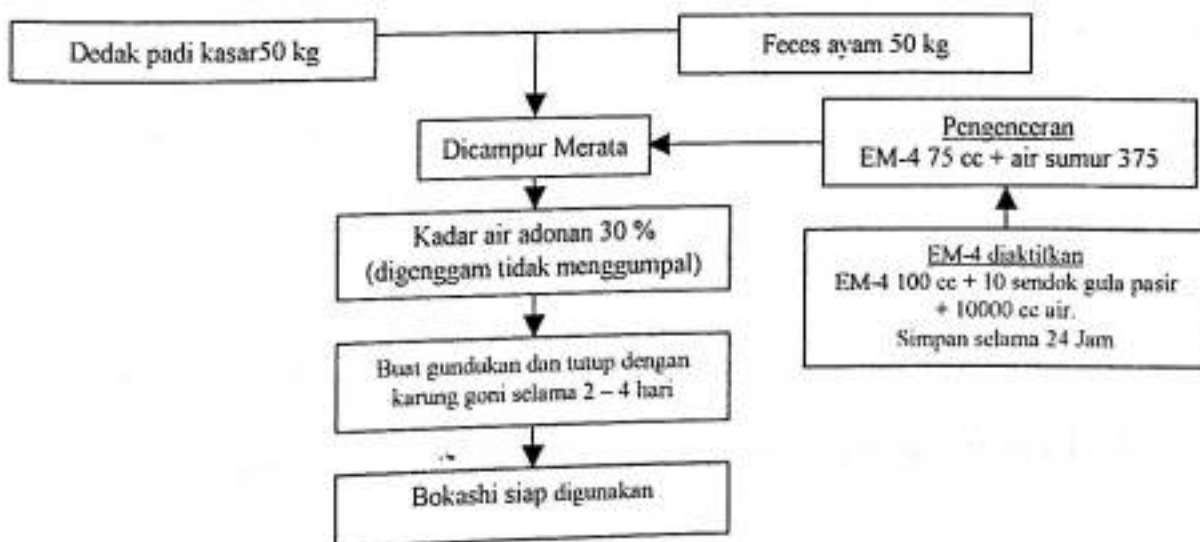 Dedak padi kasar50 kg
Feces ayam 50 kg
Dicampur Merata
Pengenceran
EM-4 75 cc + air sumur 375
Kadar air adonan 30 %
(digenggam tidak menggumpal)
EM-4 diaktifkan
EM-4 100 cc + 10 sendok gula pasir
+ 10000 cc air.
Simpan selama 24 Jam
Buat gundukan dan tutup dengan
karung goni selama 2 – 4 hari
Bokashi siap digunakan